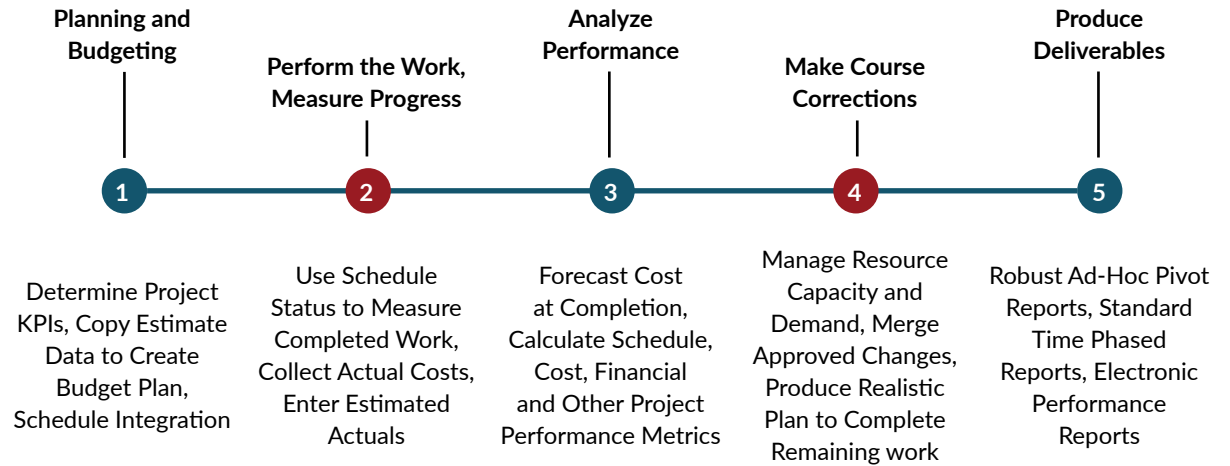 Planning and
Budgeting
Perform the Work,
Measure Progress
Analyze
Performance
Make Course
Corrections
Produce
Deliverables
1
2
3
4
5
Determine Project
KPIs, Copy Estimate
Data to Create
Budget Plan,
Schedule Integration
Use Schedule
Status to Measure
Completed Work,
Collect Actual Costs,
Enter Estimated
Actuals
Forecast Cost
at Completion,
Calculate Schedule,
Cost, Financial
and Other Project
Performance Metrics
Manage Resource
Capacity and
Demand, Merge
Approved Changes,
Produce Realistic
Plan to Complete
Remaining work
Robust Ad-Hoc Pivot
Reports, Standard
Time Phased
Reports, Electronic
Performance
Reports